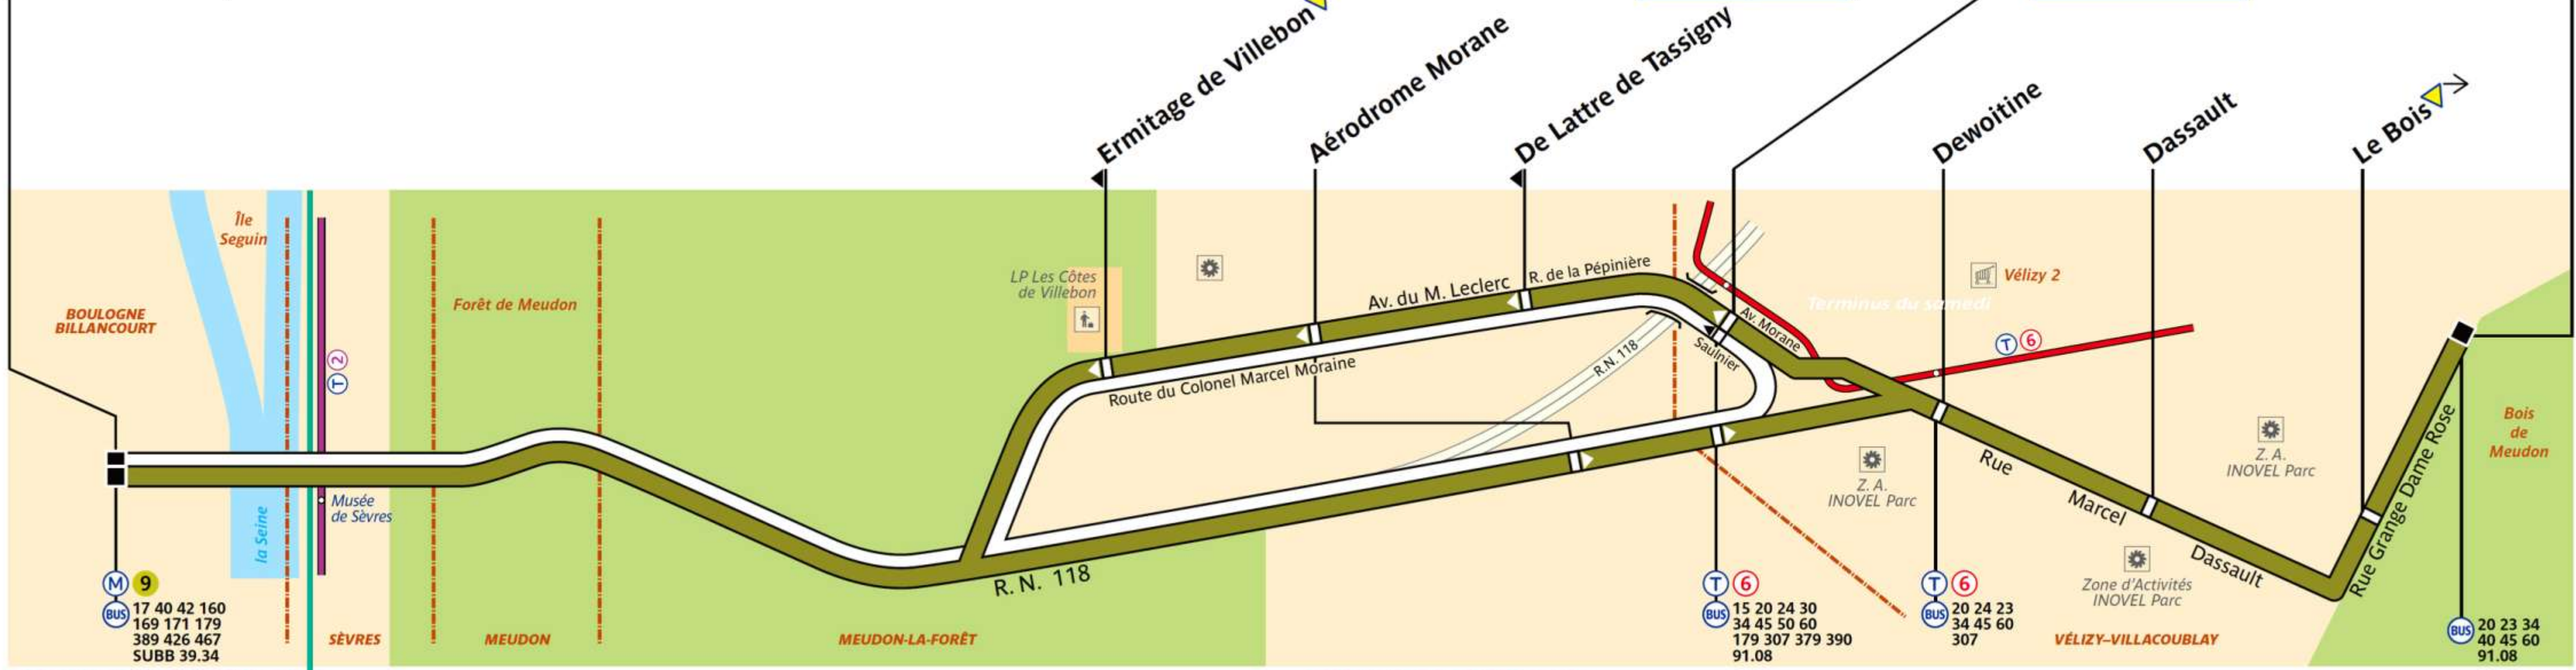 Ermitage de Villebon
Aérodrome Morane
De Lattre de Tassigny
Dewoitine
Dassault
Le Bois
Île
Seguin
BOULOGNE
BILLANCOURT
Forêt de Meudon
LP Les Côtes
de Villebon
Av. du M. Leclerc
R. de la Pépinière
Route du Colonel Marcel Moraine
R.N. 118
Av. Morane
Saulnier
Terminus du samedi
Vélizy 2
T 6
2
T
Musée
de Sèvres
la Seine
R. N. 118
Z. A.
INOVEL Parc
Rue
Marcel
Dassault
Z. A.
INOVEL Parc
Rue Grange Dame Rose
Bois
de
Meudon
Zone d'Activités
INOVEL Parc
M 9
BUS 17 40 42 160
169 171 179
389 426 467
SUBB 39.34
SÈVRES
MEUDON
MEUDON-LA-FORÊT
T 6
BUS 15 20 24 30
34 45 50 60
179 307 379 390
91.08
T 6
BUS 20 24 23
34 45 60
307
VÉLIZY–VILLACOUBLAY
BUS 20 23 34
40 45 60
91.08